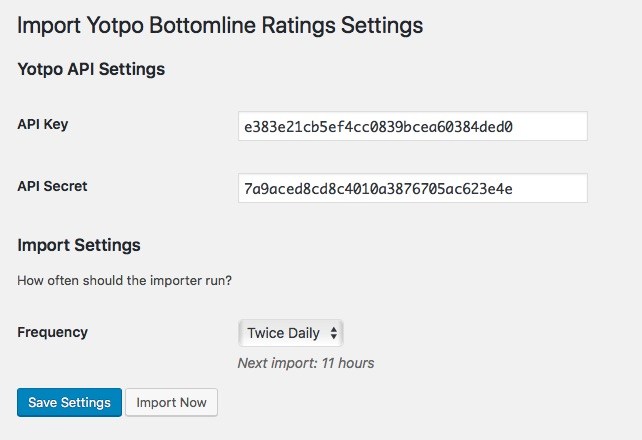 Import Yotpo Bottomline Ratings Settings
Yotpo API Settings
API Key
e383e21cb5ef4cc0839bcea60384ded0
API Secret
7a9aced8cd8c4010a3876705ac623e4e
Import Settings
How often should the importer run?
Frequency
Twice Daily
Next import: 11 hours
Save Settings
Import Now